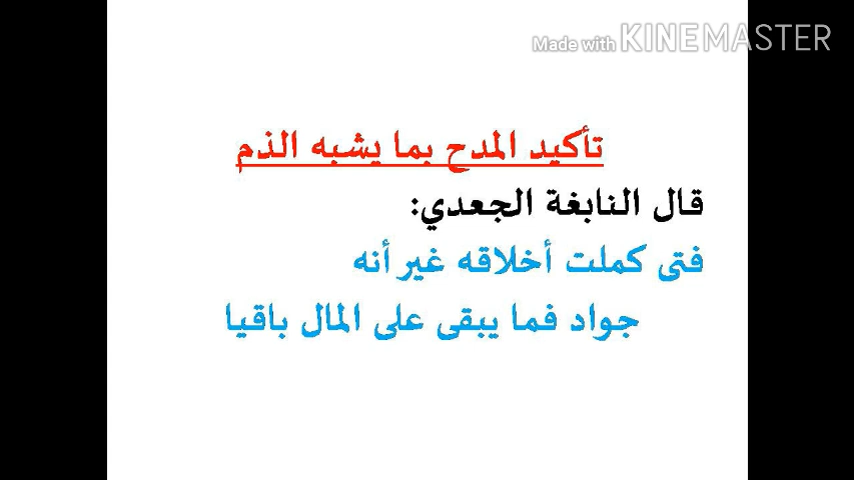 Made with KINEMASTER
تأكيد المدح بما يشبه الذم
قال النابغة الجعدي:
فتى كملت أخلاقه غير أنه
جواد فما يبقى على المال باقيا